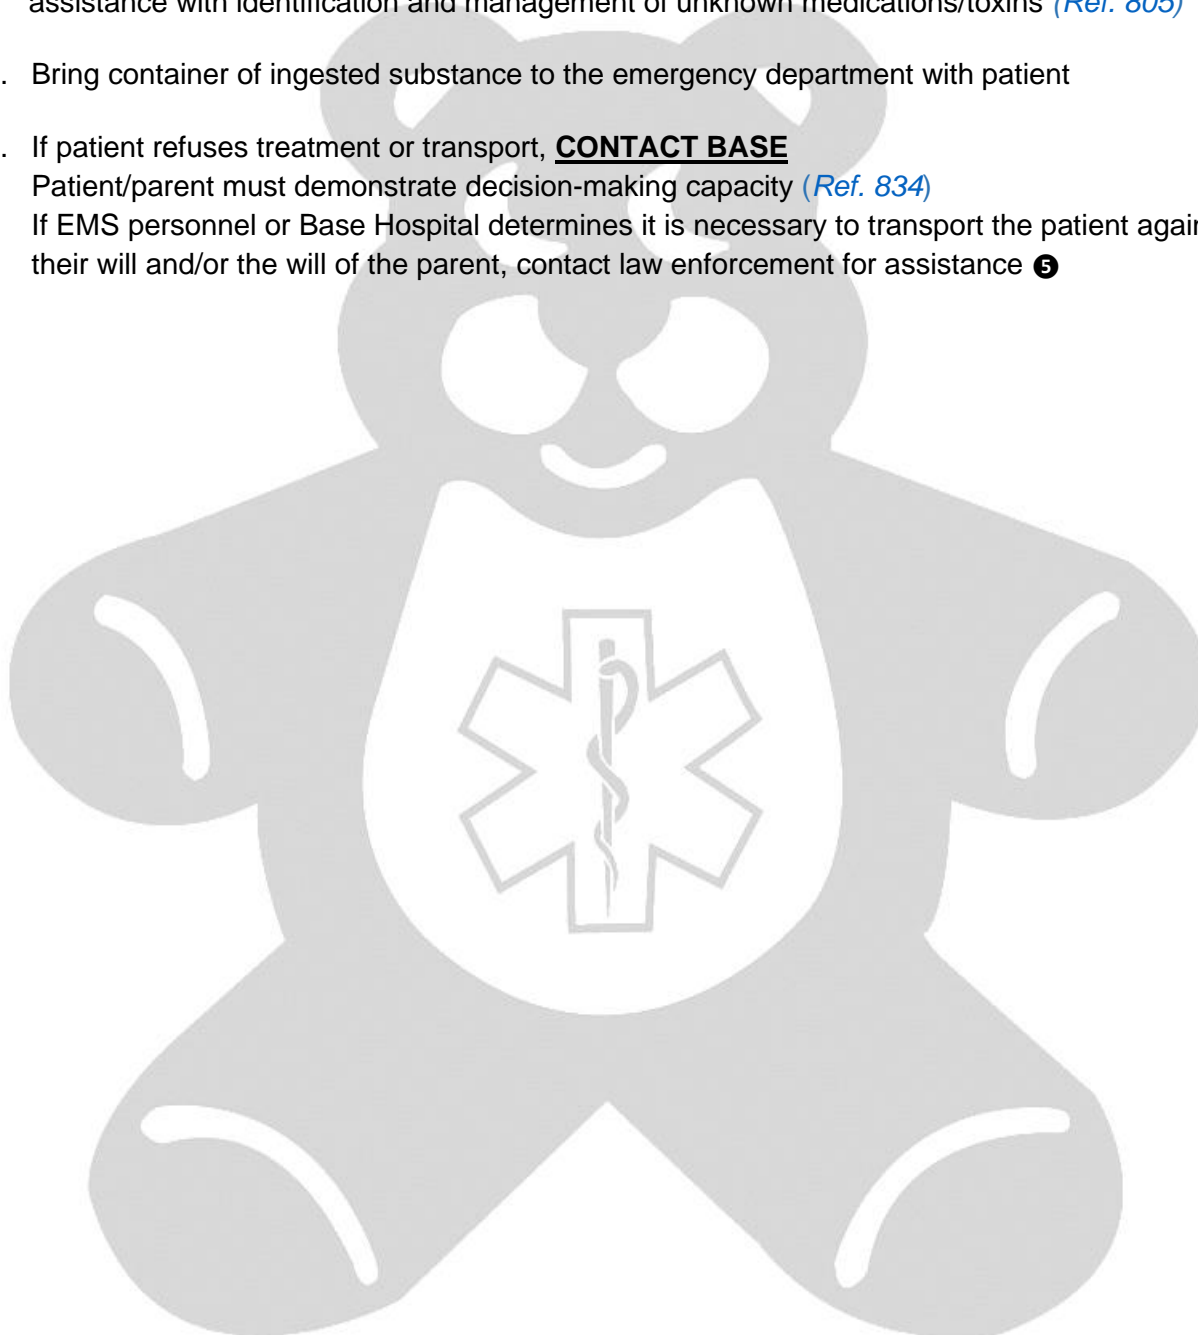 assistance with identification and management of unknown medications/toxins (Ref. 805)
. Bring container of ingested substance to the emergency department with patient
. If patient refuses treatment or transport, CONTACT BASE
Patient/parent must demonstrate decision-making capacity (Ref. 834)
If EMS personnel or Base Hospital determines it is necessary to transport the patient again
their will and/or the will of the parent, contact law enforcement for assistance ❺